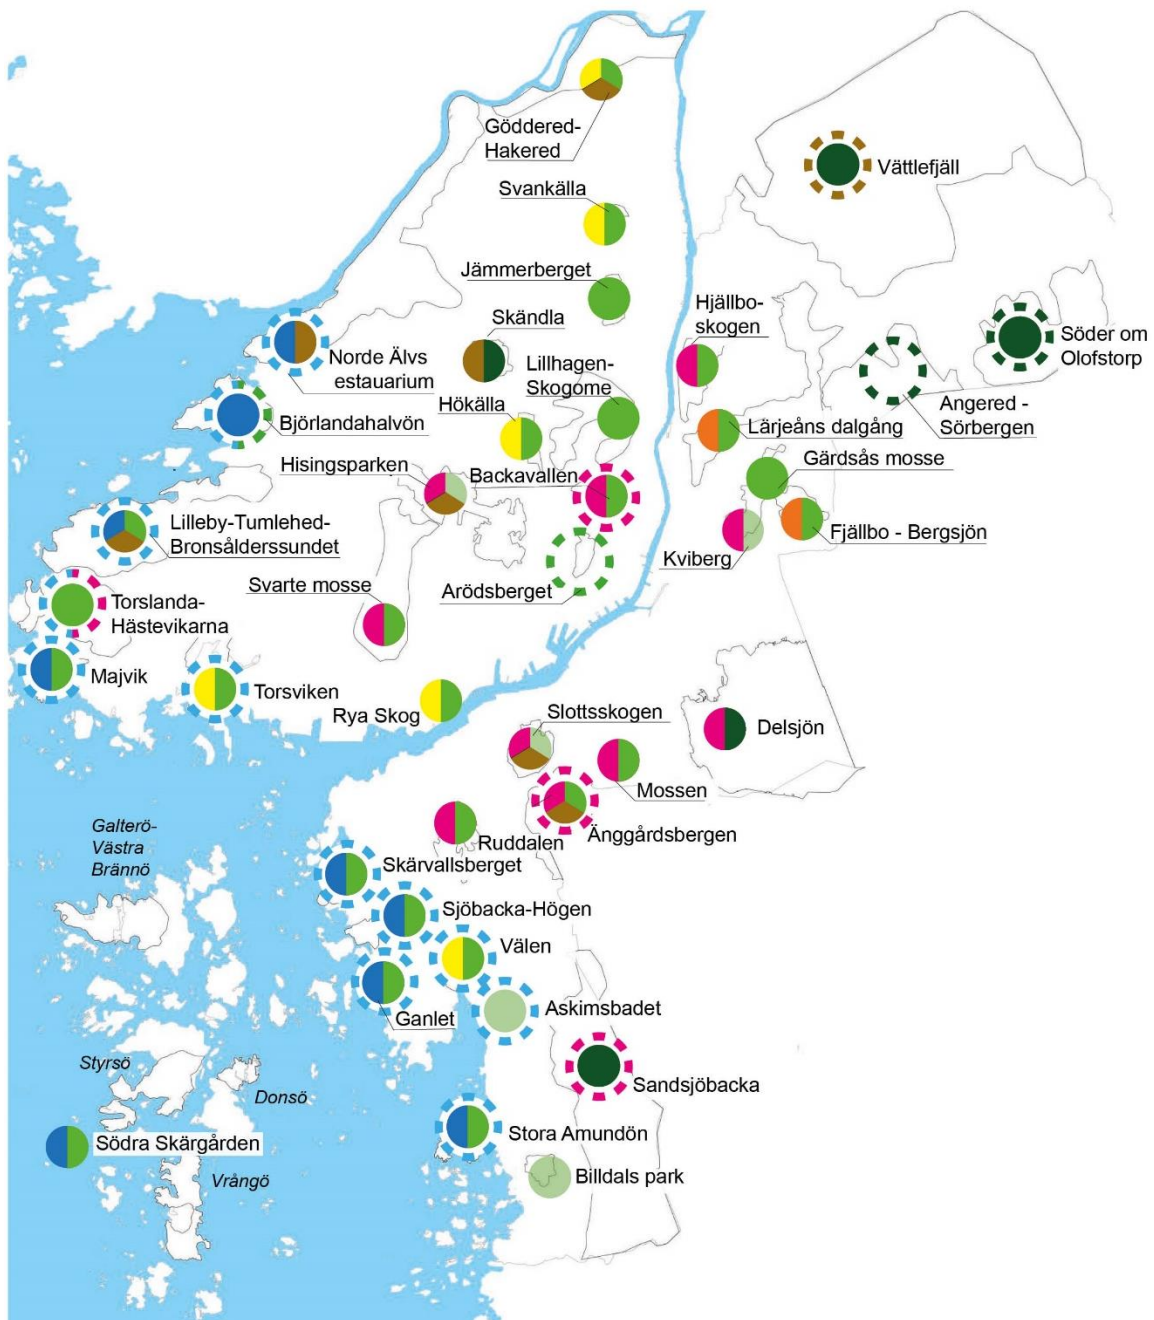 Göddered-
Hakered
Vättlefjäll
Svankälla
Jämmerberget
Skändla
Hjällbo-
skogen
Söder om
Olofstorp
Norde Älvs
estauarium
Lillhagen-
Skogome
Angered -
Sörbergen
Björlandahalvön
Hökälla
Lärjeåns dalgång
Hisingsparken
Backavallen
Gärdsås mosse
Lilleby-Tumlehed-
Bronsålderssundet
Fjällbo - Bergsjön
Kviberg
Svarte mosse
Arödsberget
Torslanda-
Hästevikarna
Majvik
Torsviken
Rya Skog
Slottsskogen
Delsjön
Mossen
Galterö-
Västra
Brännö
Ruddalen
Änggårdsbergen
Skärvallsberget
Sjöbacka-Högen
Välen
Askimsbadet
Ganlet
Styrsö
Donsö
Sandsjöbacka
Södra Skärgården
Stora Amundön
Vrångö
Billdals park